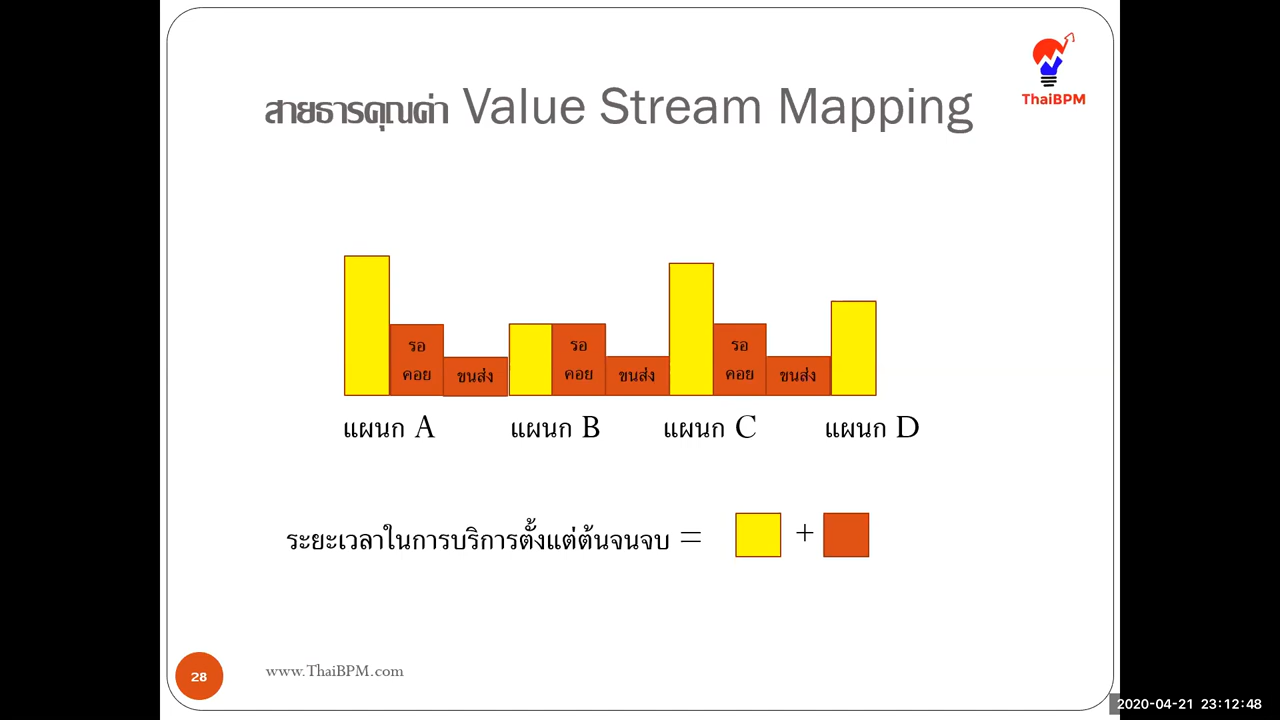 ThaiBPM
สายธารคุณค่า Value Stream Mapping
รอ
คอย
ขนส่ง
รอ
คอย
ขนส่ง
รอ
คอย
ขนส่ง
แผนก A
แผนก B
แผนก C
แผนก D
ระยะเวลาในการบริการตั้งแต่ต้นจนจบ = +
28
www.ThaiBPM.com
2020-04-21 23:12:48